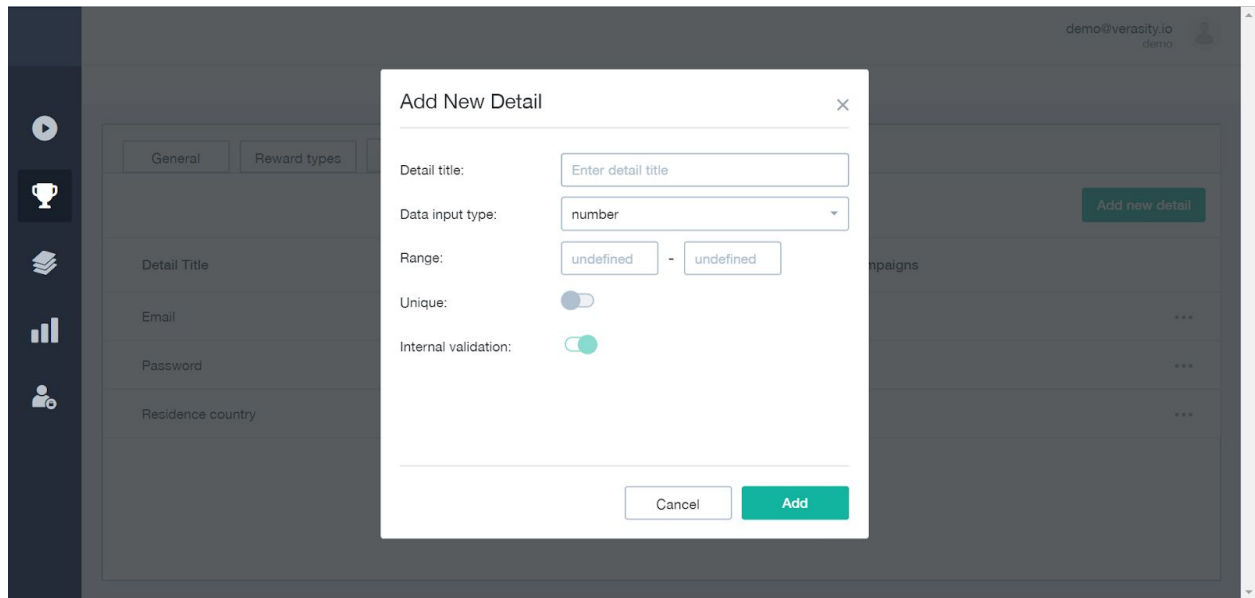 demo@verasity.io
demo
Add New Detail
General
Reward types
Detail title:
Enter detail title
Add new detail
Data input type:
number
Range:
undefined - undefined
Detail Title
Unique:
Email
Internal validation:
Password
Residence country
Cancel
Add